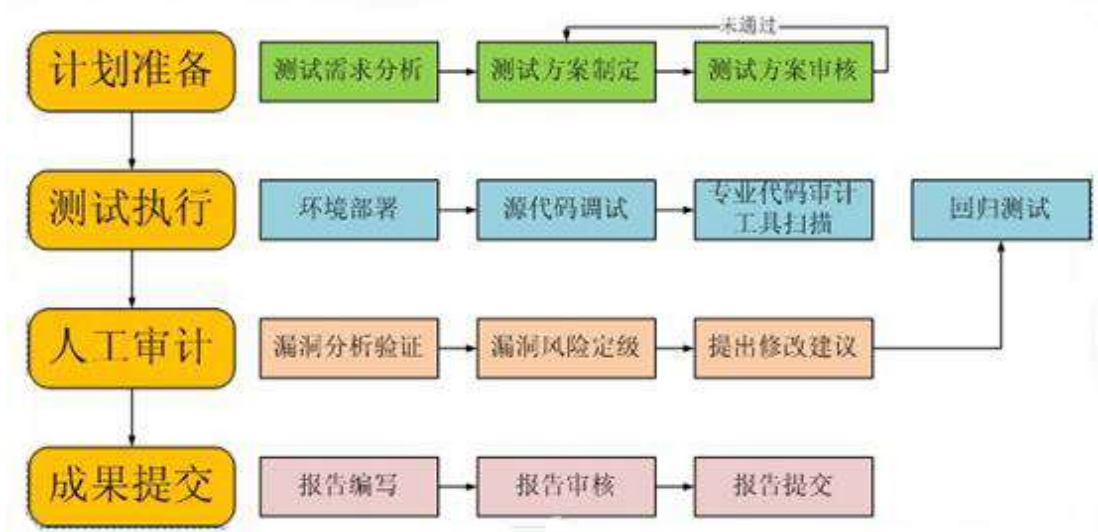 未通过
计划准备
测试需求分析
测试方案制定
测试方案审核
测试执行
环境部署
源代码调试
专业代码审计
工具扫描
回归测试
人工审计
漏洞分析验证
漏洞风险定级
提出修改建议
成果提交
报告编写
报告审核
报告提交